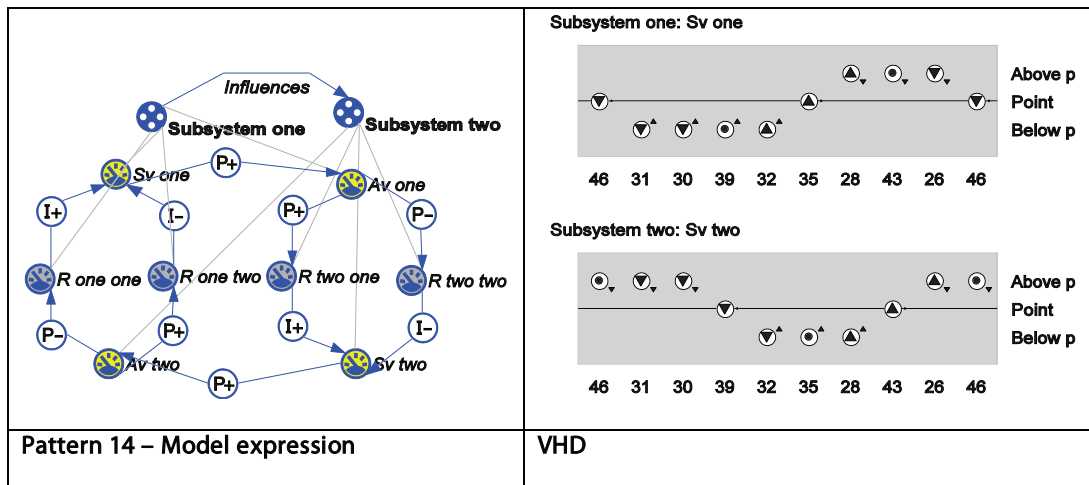 Influences
Subsystem one
Subsystem two
P+
Sv one
Av one
I+
I−
P+
P−
R one one
R one two
R two one
R two two
P−
P+
I+
I−
Av two
Sv two
P+
Pattern 14 – Model expression
Subsystem one: Sv one
Above p
Point
Below p
46 31 30 39 32 35 28 43 26 46
Subsystem two: Sv two
Above p
Point
Below p
46 31 30 39 32 35 28 43 26 46
VHD